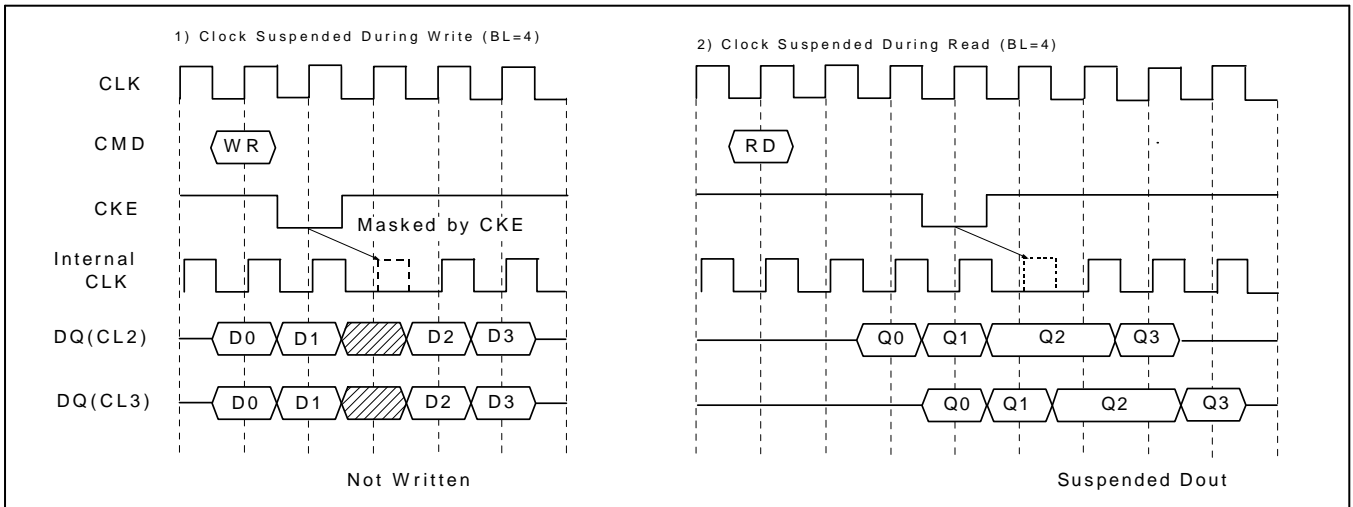 1) Clock Suspended During Write (BL=4)
2) Clock Suspended During Read (BL=4)
CLK
CMD
WR
RD
CKE
Masked by CKE
Internal
CLK
DQ(CL2)
D0 D1 D2 D3
Q0 Q1 Q2 Q3
DQ(CL3)
D0 D1 D2 D3
Q0 Q1 Q2 Q3
Not Written
Suspended Dout